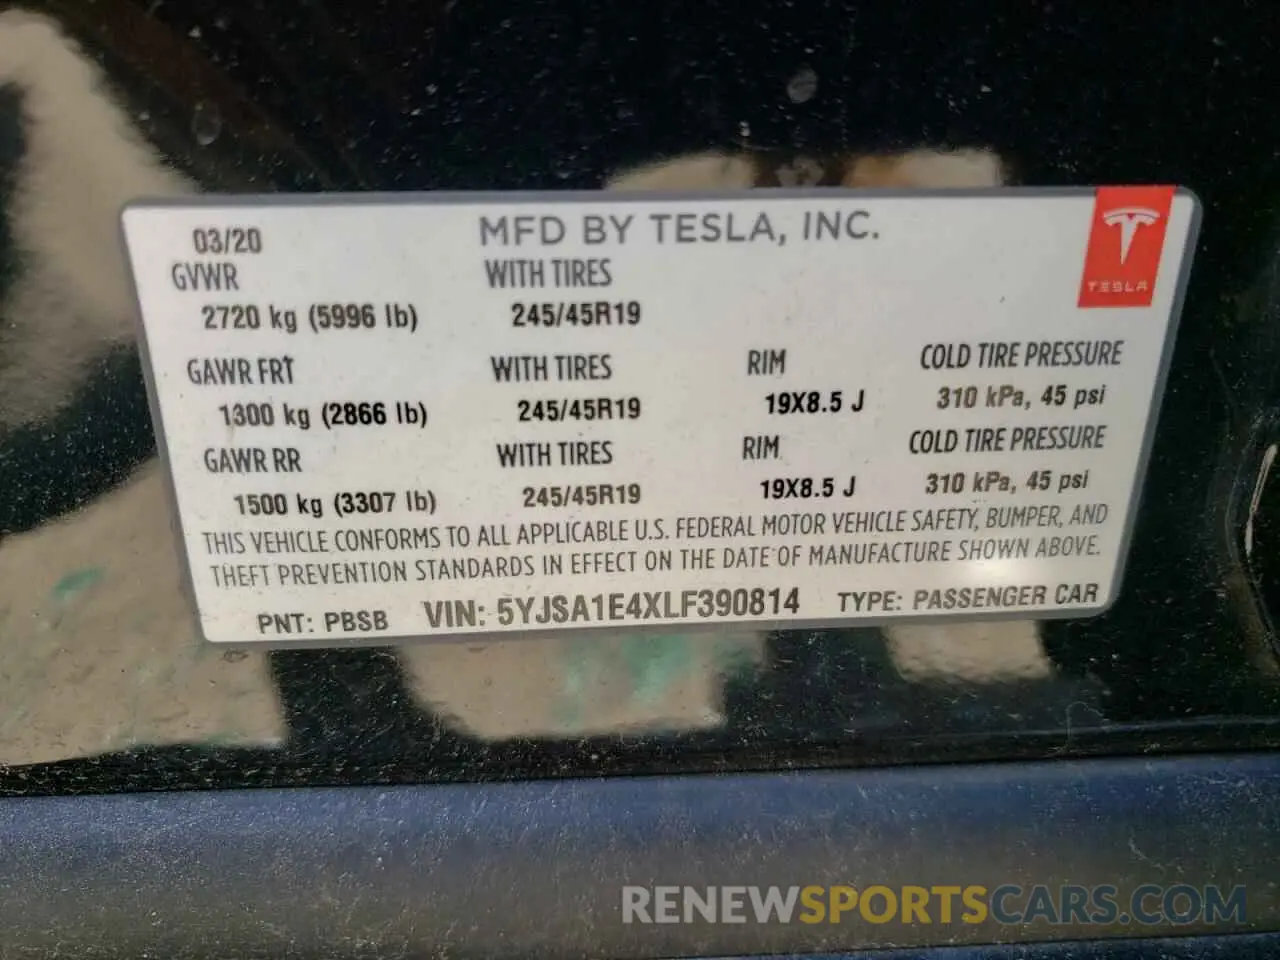 03/20 MFD BY TESLA, INC.
GVWR WITH TIRES
TESLA
2720 kg (5996 lb) 245/45R19
GAWR FRT WITH TIRES RIM COLD TIRE PRESSURE
1300 kg (2866 lb) 245/45R19 19X8.5 J 310 kPa, 45 psi
GAWR RR WITH TIRES RIM COLD TIRE PRESSURE
1500 kg (3307 lb) 245/45R19 19X8.5 J 310 kPa, 45 psi
THIS VEHICLE CONFORMS TO ALL APPLICABLE U.S. FEDERAL MOTOR VEHICLE SAFETY, BUMPER, AND
THEFT PREVENTION STANDARDS IN EFFECT ON THE DATE OF MANUFACTURE SHOWN ABOVE.
PNT: PBSB VIN: 5YJSA1E4XLF390814 TYPE: PASSENGER CAR
RENEWSPORTSCARS.COM